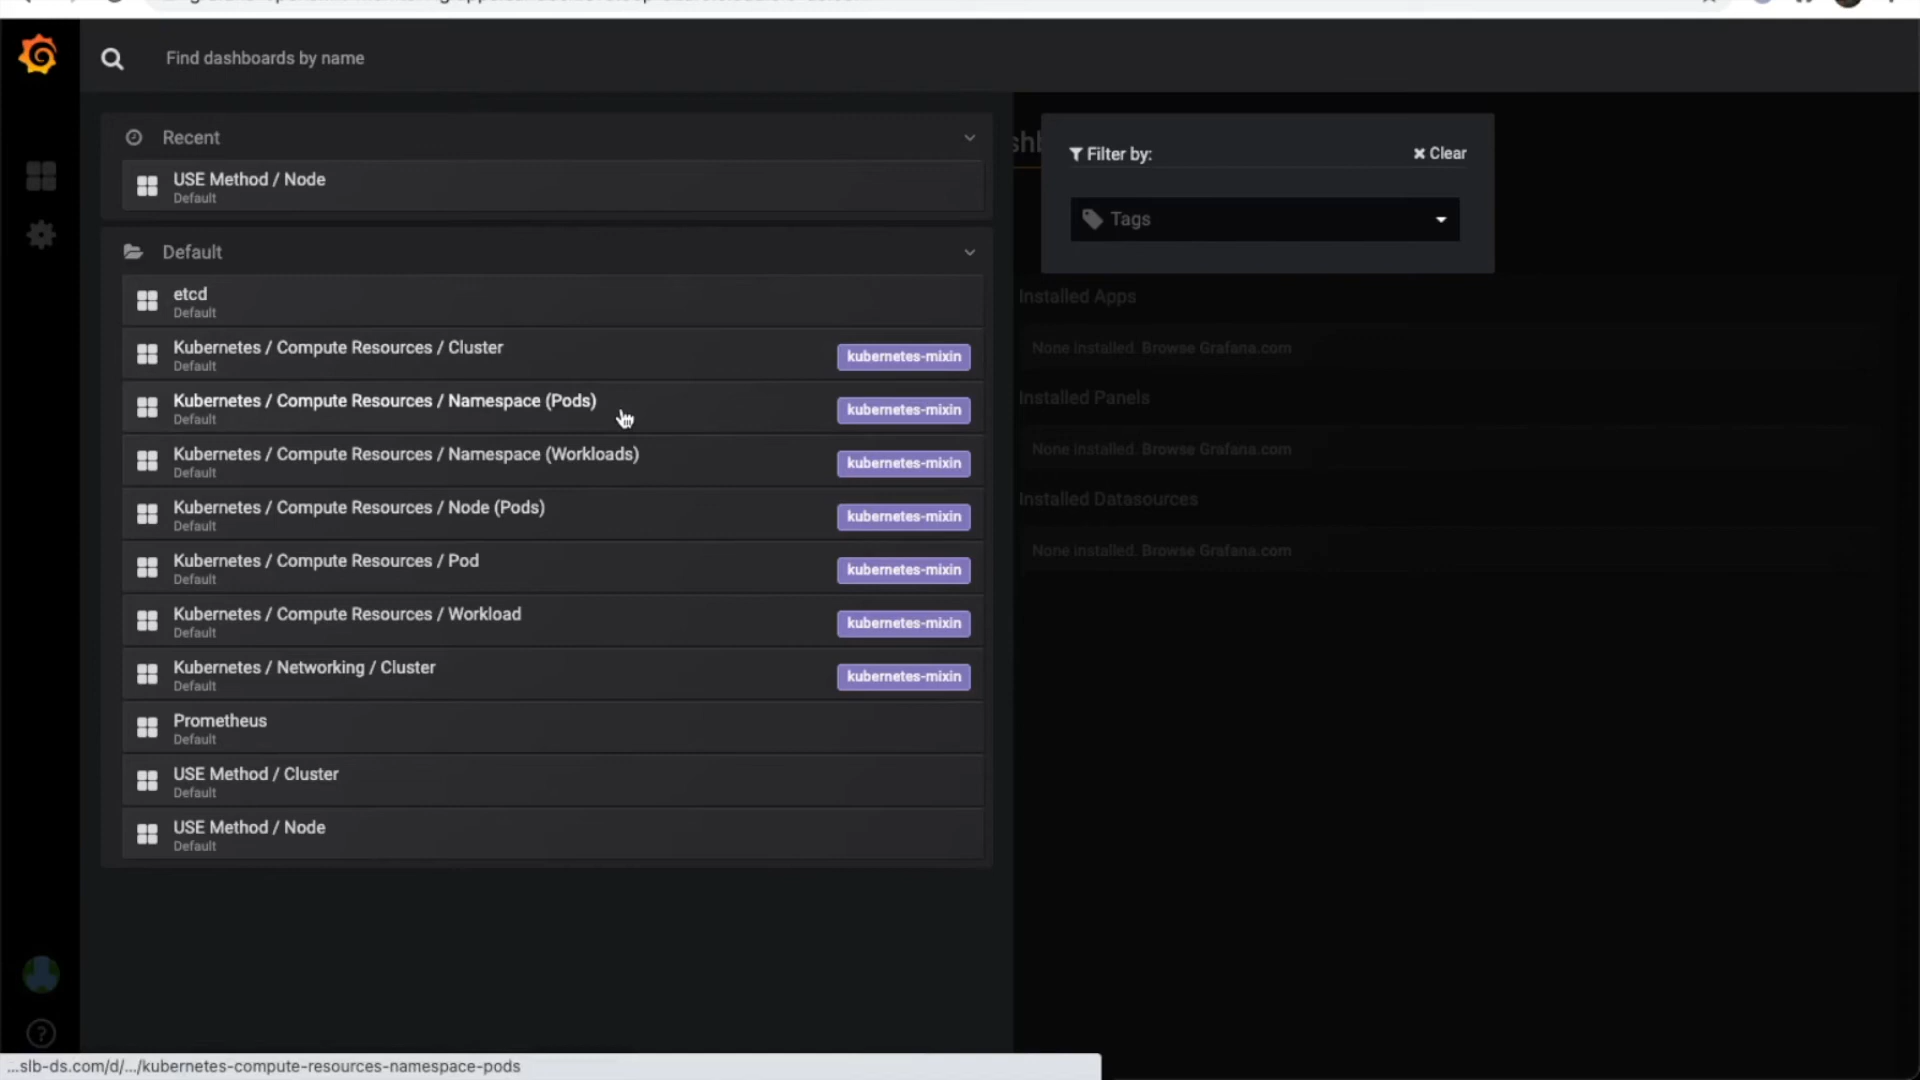 Find dashboards by name
Recent
USE Method / Node
Default
Default
etcd
Default
Kubernetes / Compute Resources / Cluster
Default
kubernetes-mixin
Kubernetes / Compute Resources / Namespace (Pods)
Default
kubernetes-mixin
Kubernetes / Compute Resources / Namespace (Workloads)
Default
kubernetes-mixin
Kubernetes / Compute Resources / Node (Pods)
Default
kubernetes-mixin
Kubernetes / Compute Resources / Pod
Default
kubernetes-mixin
Kubernetes / Compute Resources / Workload
Default
kubernetes-mixin
Kubernetes / Networking / Cluster
Default
kubernetes-mixin
Prometheus
Default
USE Method / Cluster
Default
USE Method / Node
Default
Filter by:
Clear
Tags
Installed Apps
None installed. Browse Grafana.com
Installed Panels
None installed. Browse Grafana.com
Installed Datasources
None installed. Browse Grafana.com
...slb-ds.com/d/.../kubernetes-compute-resources-namespace-pods